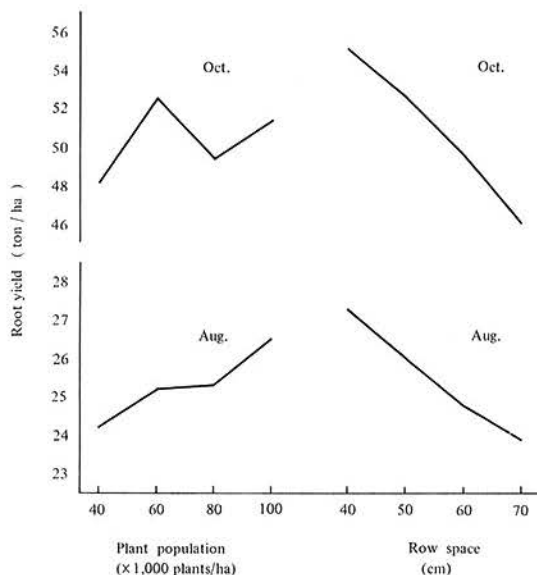 56
54
52
50
48
46
Oct.
Oct.
Root yield ( ton / ha )
28
27
26
25
24
23
Aug.
Aug.
40 60 80 100 40 50 60 70
Plant population
(×1,000 plants/ha)
Row space
(cm)